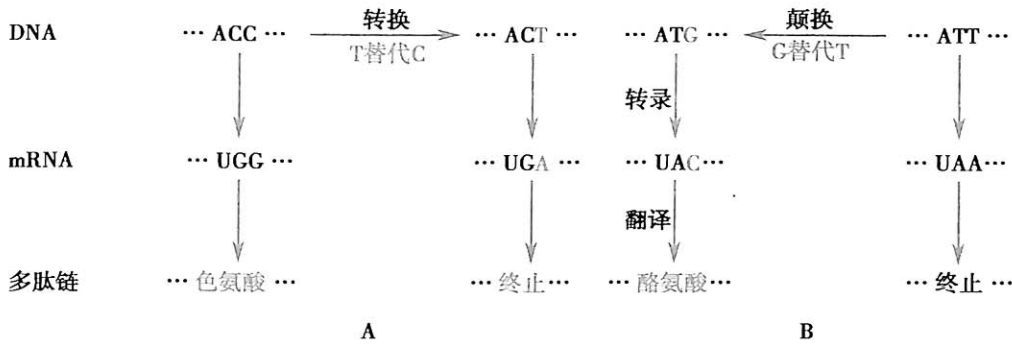 DNA ··· ACC ··· 转换 ··· ACT ··· ··· ATG ··· 颠换 ··· ATT ···
T替代C G替代T
转录
mRNA ··· UGG ··· ··· UGA ··· ··· UAC ··· ··· UAA···
翻译
多肽链 ··· 色氨酸 ··· ··· 终止··· ··· 酪氨酸··· ··· 终止 ···
A B